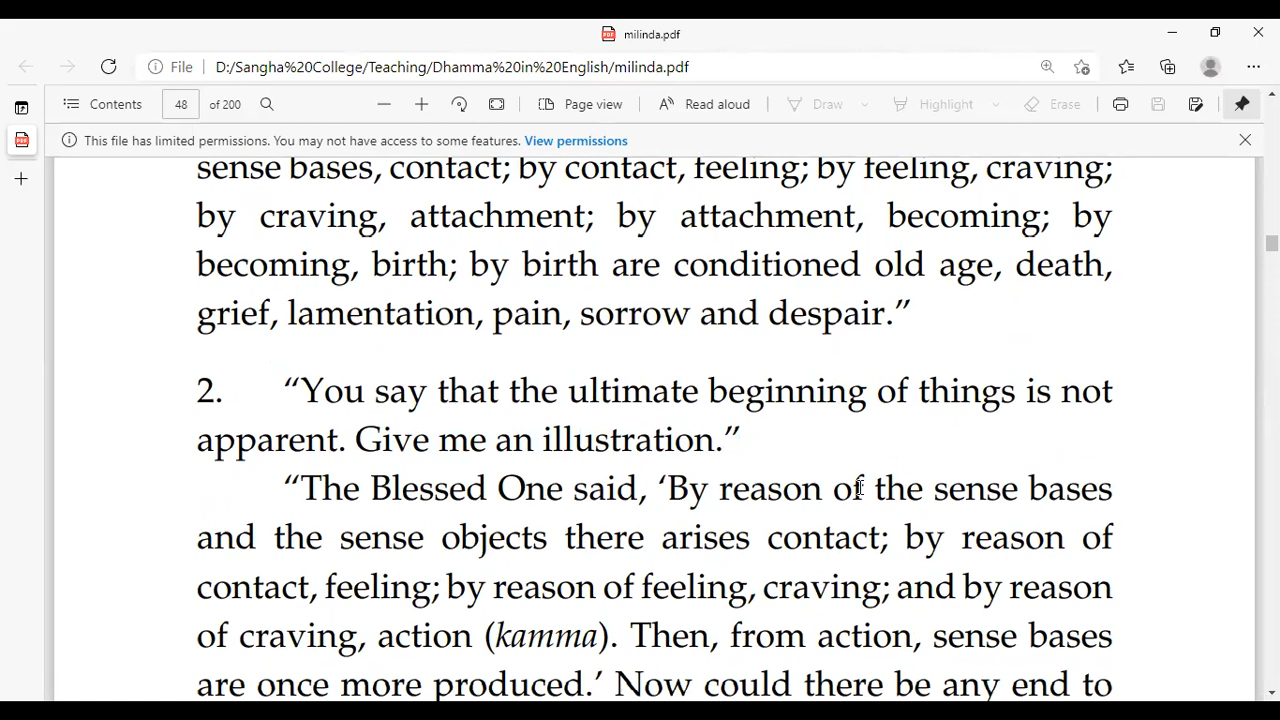 milinda.pdf
File D:/Sangha%20College/Teaching/Dhamma%20in%20English/milinda.pdf
Contents 48 of 200 Page view Read aloud Draw Highlight Erase
This file has limited permissions. You may not have access to some features. View permissions
sense bases, contact; by contact, feeling; by feeling, craving;
by craving, attachment; by attachment, becoming; by
becoming, birth; by birth are conditioned old age, death,
grief, lamentation, pain, sorrow and despair.”
2. “You say that the ultimate beginning of things is not
apparent. Give me an illustration.”
“The Blessed One said, ‘By reason of the sense bases
and the sense objects there arises contact; by reason of
contact, feeling; by reason of feeling, craving; and by reason
of craving, action (kamma). Then, from action, sense bases
are once more produced.’ Now could there be any end to